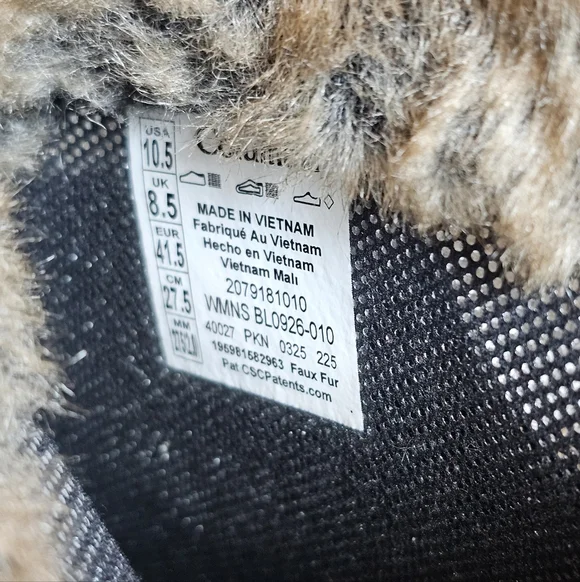 USA
10.5
UK
8.5
EUR
41.5
CM
27.5
MM
MADE IN VIETNAM
Fabriqué Au Vietnam
Hecho en Vietnam
Vietnam Malı
2079181010
WMNS BL0926-010
40027 PKN 0325 225
195981582963 Faux Fur
Pat CSCPatents.com